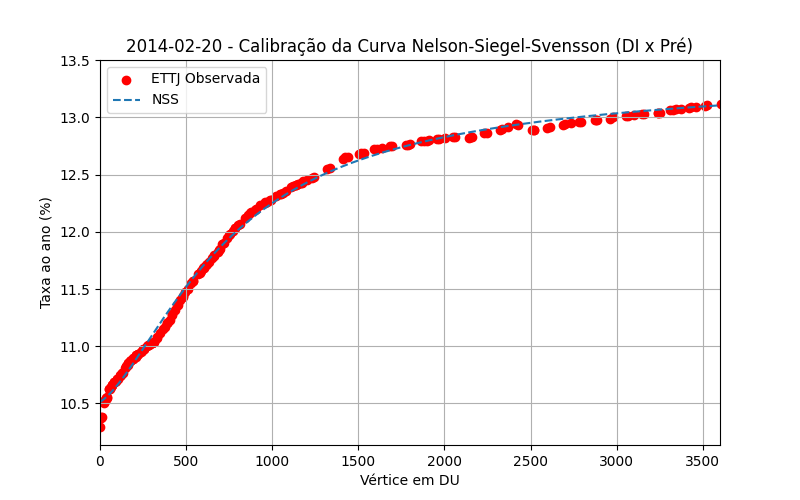 2014-02-20 - Calibração da Curva Nelson-Siegel-Svensson (DI x Pré)
ETTJ Observada
NSS
Taxa ao ano (%)
13.5
13.0
12.5
12.0
11.5
11.0
10.5
0 500 1000 1500 2000 2500 3000 3500
Vértice em DU